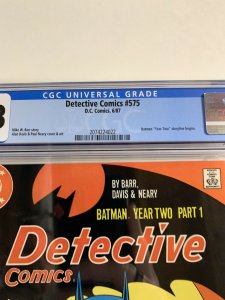 CGC UNIVERSAL GRADE
Detective Comics #575
D.C. Comics, 6/87
Mike W. Barr story
Alan Davis & Paul Neary cover & art
Batman: "Year Two" storyline begins.
2074224022
BY BARR,
DAVIS & NEARY
BATMAN. YEAR TWO PART 1
Detective
COMICS